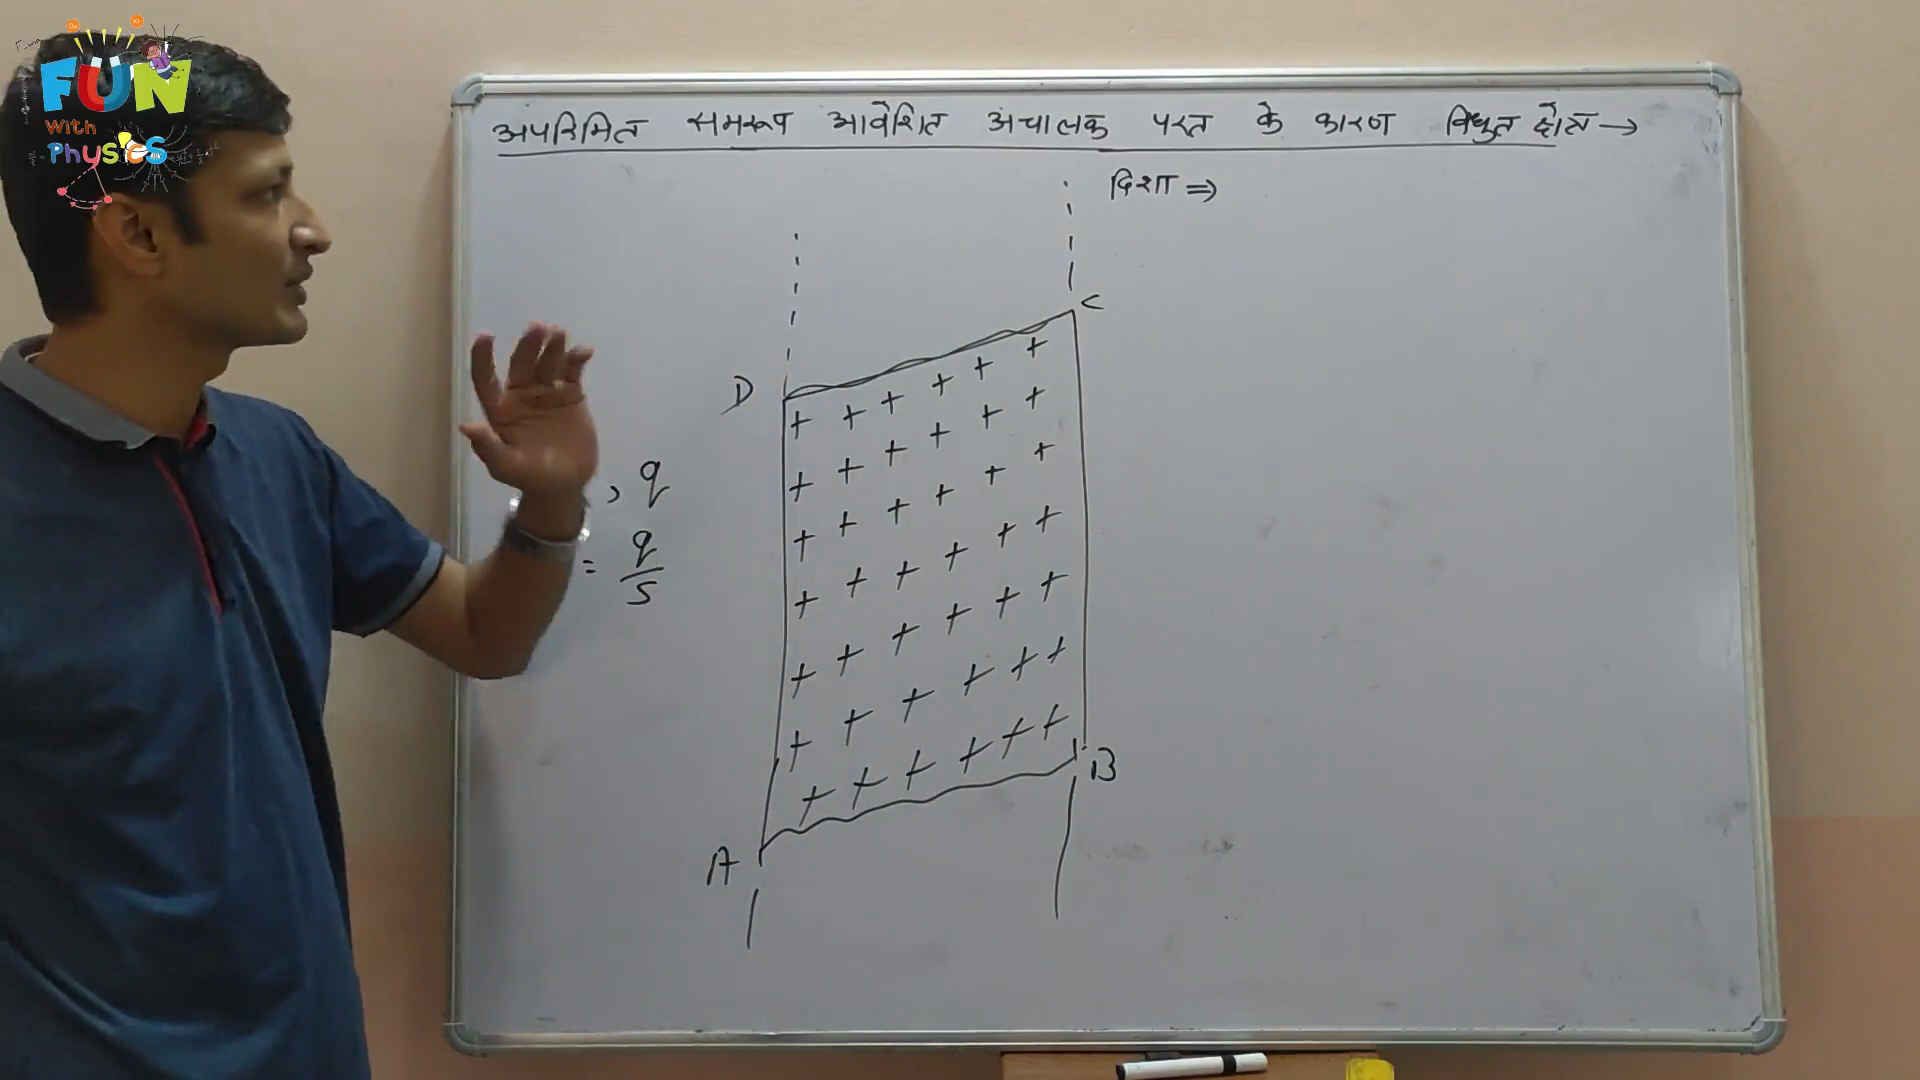 FUN
With
Physics
अपरिमित समरूप आवेशित अचालक परत के कारण विधुत क्षेत्र →
दिशा ⇒
C
D
, q
= q/s
B
A